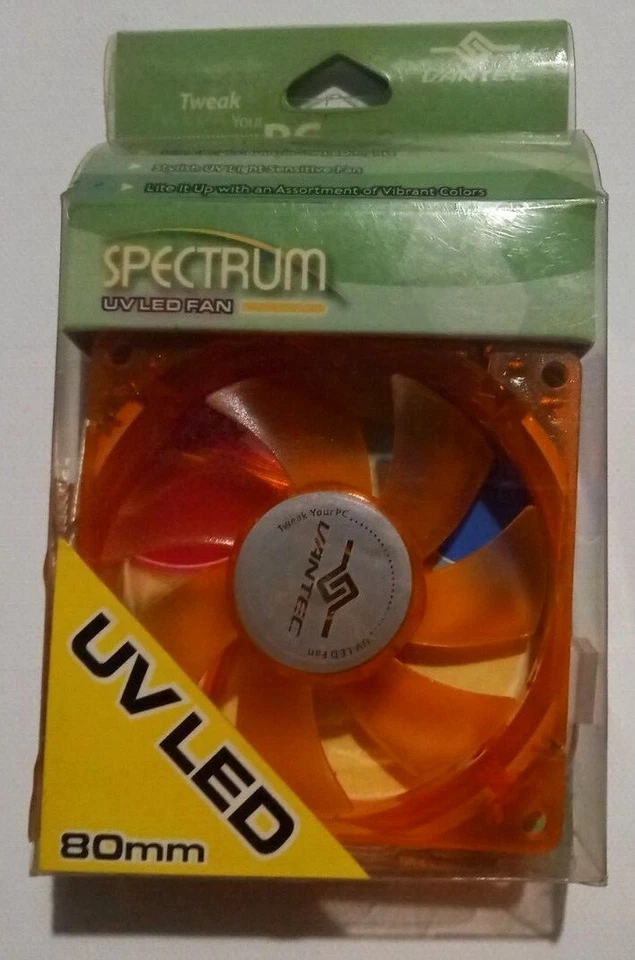 VANTEC
Tweak
Your
PC
Stylish UV Light Sensitive Fan
Lite It Up with an Assortment of Vibrant Colors
SPECTRUM
UV LED FAN
Tweak Your PC
VANTEC
UV LED Fan
UV LED
80mm